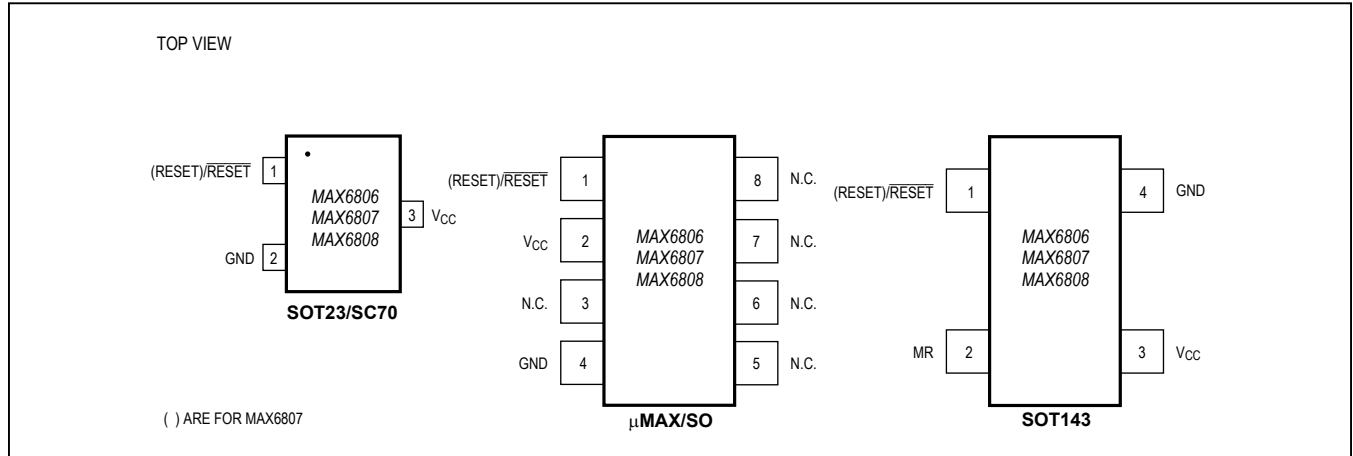 TOP VIEW
(RESET)/RESET 1
MAX6806
MAX6807
MAX6808
3 VCC
GND 2
SOT23/SC70
(RESET)/RESET 1
VCC 2
N.C. 3
GND 4
MAX6806
MAX6807
MAX6808
8 N.C.
7 N.C.
6 N.C.
5 N.C.
µMAX/SO
(RESET)/RESET 1
MR 2
MAX6806
MAX6807
MAX6808
4 GND
3 VCC
SOT143
( ) ARE FOR MAX6807